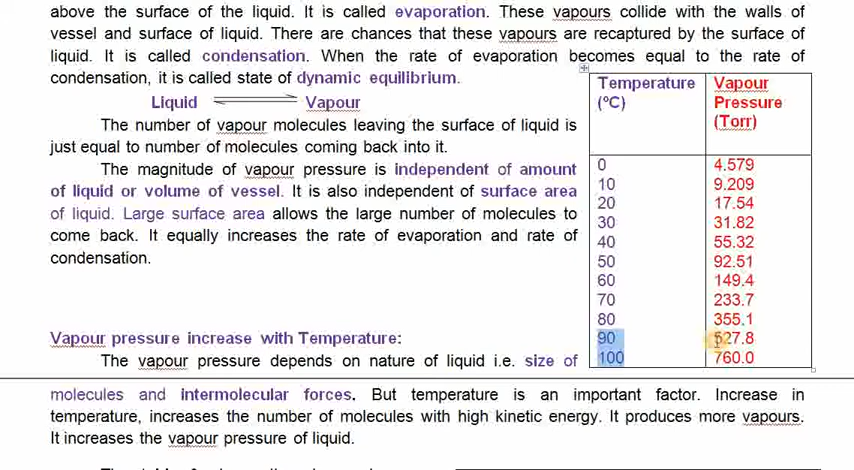 above the surface of the liquid. It is called evaporation. These vapours collide with the walls of
vessel and surface of liquid. There are chances that these vapours are recaptured by the surface of
liquid. It is called condensation. When the rate of evaporation becomes equal to the rate of
condensation, it is called state of dynamic equilibrium.
Liquid Vapour
The number of vapour molecules leaving the surface of liquid is
just equal to number of molecules coming back into it.
The magnitude of vapour pressure is independent of amount
of liquid or volume of vessel. It is also independent of surface area
of liquid. Large surface area allows the large number of molecules to
come back. It equally increases the rate of evaporation and rate of
condensation.
Temperature Vapour
(°C) Pressure
(Torr)
0 4.579
10 9.209
20 17.54
30 31.82
40 55.32
50 92.51
60 149.4
70 233.7
80 355.1
90 527.8
100 760.0
Vapour pressure increase with Temperature:
The vapour pressure depends on nature of liquid i.e. size of
molecules and intermolecular forces. But temperature is an important factor. Increase in
temperature, increases the number of molecules with high kinetic energy. It produces more vapours.
It increases the vapour pressure of liquid.